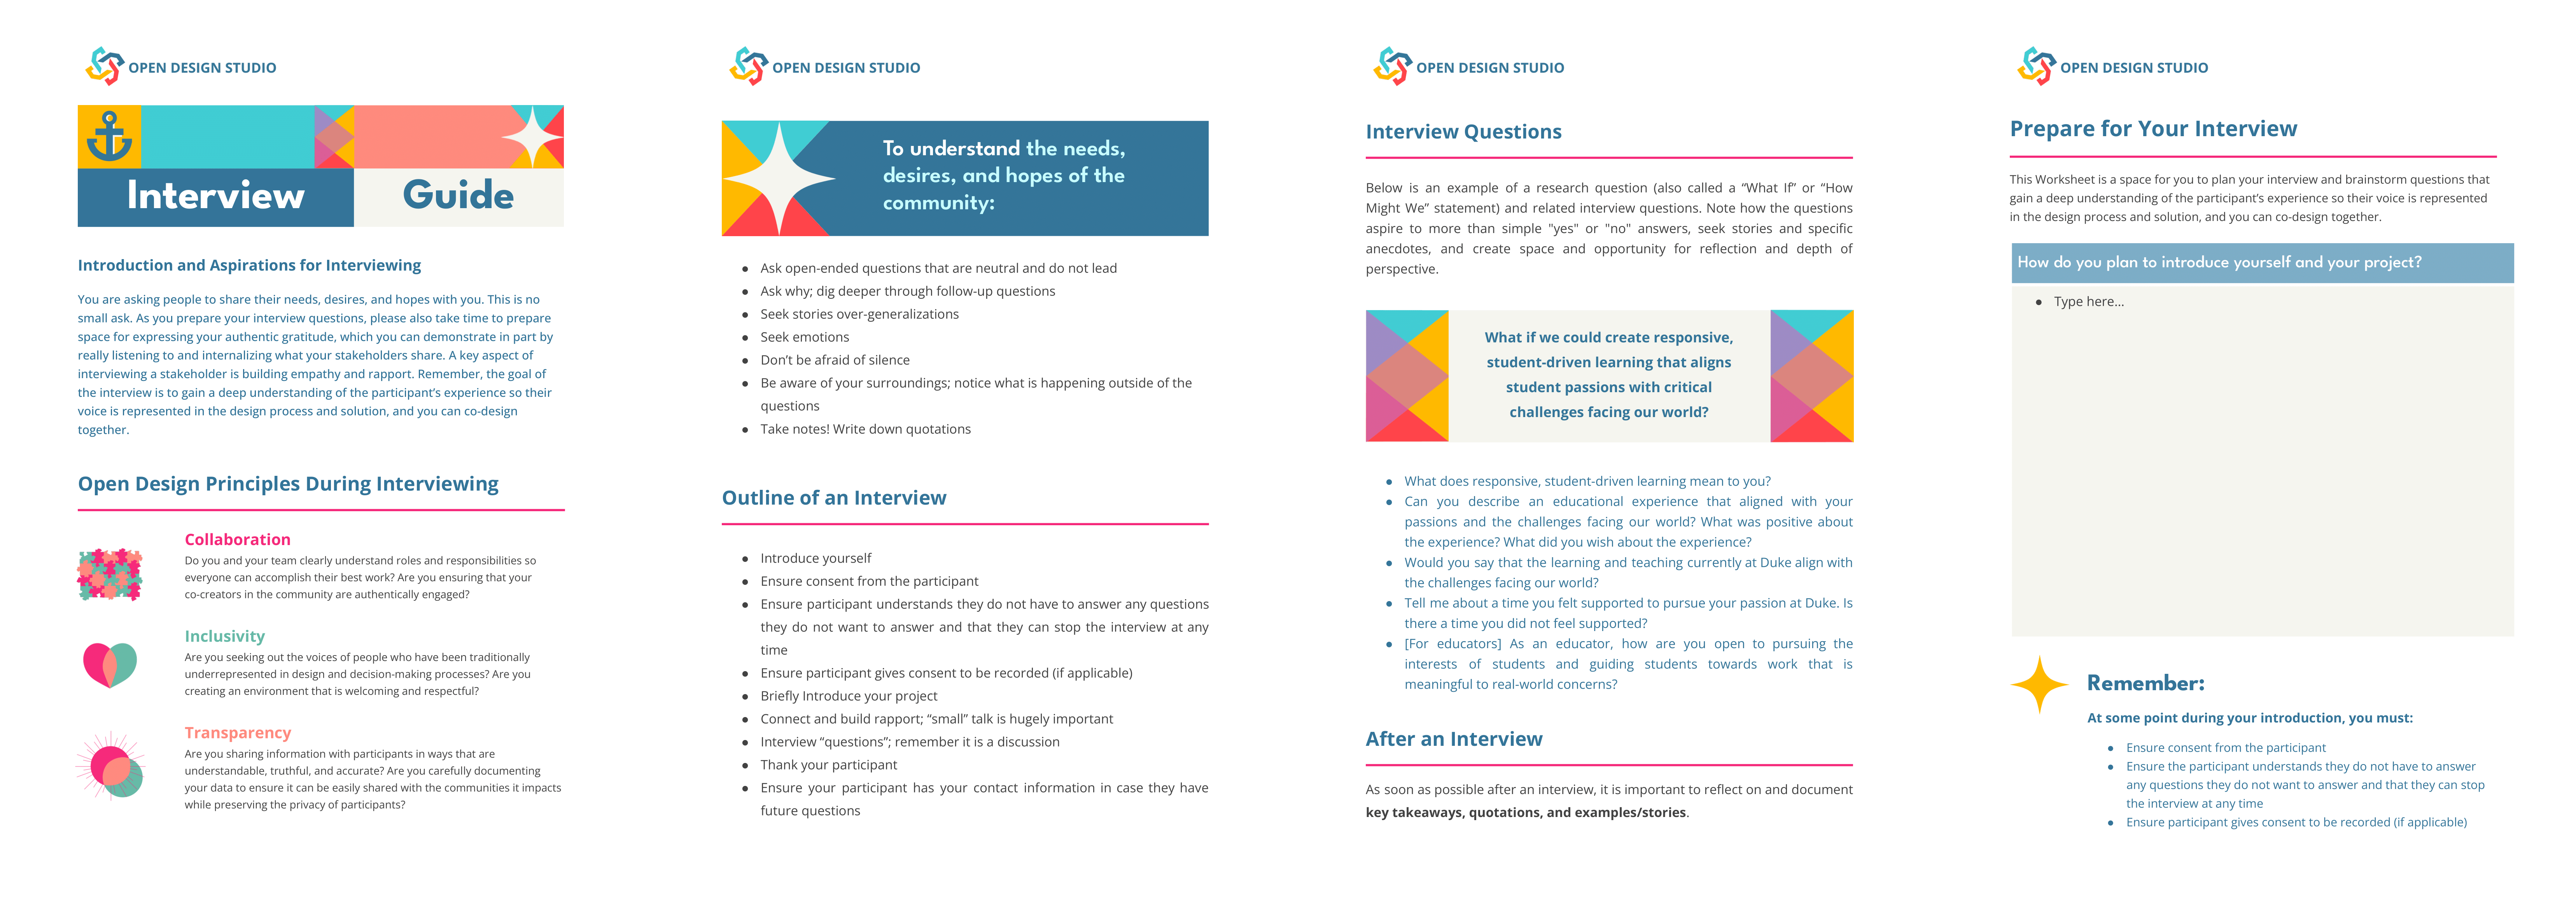 OPEN DESIGN STUDIO
Interview Guide
Introduction and Aspirations for Interviewing
You are asking people to share their needs, desires, and hopes with you. This is no
small ask. As you prepare your interview questions, please also take time to prepare
space for expressing your authentic gratitude, which you can demonstrate in part by
really listening to and internalizing what your stakeholders share. A key aspect of
interviewing a stakeholder is building empathy and rapport. Remember, the goal of
the interview is to gain a deep understanding of the participant's experience so their
voice is represented in the design process and solution, and you can co-design
together.
Open Design Principles During Interviewing
Collaboration
Do you and your team clearly understand roles and responsibilities so
everyone can accomplish their best work? Are you ensuring that your
co-creators in the community are authentically engaged?
Inclusivity
Are you seeking out the voices of people who have been traditionally
underrepresented in design and decision-making processes? Are you
creating an environment that is welcoming and respectful?
Transparency
Are you sharing information with participants in ways that are
understandable, truthful, and accurate? Are you carefully documenting
your data to ensure it can be easily shared with the communities it impacts
while preserving the privacy of participants?
OPEN DESIGN STUDIO
To understand the needs,
desires, and hopes of the
community:
● Ask open-ended questions that are neutral and do not lead
● Ask why; dig deeper through follow-up questions
● Seek stories over-generalizations
● Seek emotions
● Don't be afraid of silence
● Be aware of your surroundings; notice what is happening outside of the
questions
● Take notes! Write down quotations
Outline of an Interview
● Introduce yourself
● Ensure consent from the participant
● Ensure participant understands they do not have to answer any questions
they do not want to answer and that they can stop the interview at any
time
● Ensure participant gives consent to be recorded (if applicable)
● Briefly Introduce your project
● Connect and build rapport; “small” talk is hugely important
● Interview “questions”; remember it is a discussion
● Thank your participant
● Ensure your participant has your contact information in case they have
future questions
OPEN DESIGN STUDIO
Interview Questions
Below is an example of a research question (also called a “What If” or “How
Might We” statement) and related interview questions. Note how the questions
aspire to more than simple "yes" or "no" answers, seek stories and specific
anecdotes, and create space and opportunity for reflection and depth of
perspective.
What if we could create responsive,
student-driven learning that aligns
student passions with critical
challenges facing our world?
● What does responsive, student-driven learning mean to you?
● Can you describe an educational experience that aligned with your
passions and the challenges facing our world? What was positive about
the experience? What did you wish about the experience?
● Would you say that the learning and teaching currently at Duke align with
the challenges facing our world?
● Tell me about a time you felt supported to pursue your passion at Duke. Is
there a time you did not feel supported?
● [For educators] As an educator, how are you open to pursuing the
interests of students and guiding students towards work that is
meaningful to real-world concerns?
After an Interview
As soon as possible after an interview, it is important to reflect on and document
key takeaways, quotations, and examples/stories.
OPEN DESIGN STUDIO
Prepare for Your Interview
This Worksheet is a space for you to plan your interview and brainstorm questions that
gain a deep understanding of the participant's experience so their voice is represented
in the design process and solution, and you can co-design together.
How do you plan to introduce yourself and your project?
● Type here...
Remember:
At some point during your introduction, you must:
● Ensure consent from the participant
● Ensure the participant understands they do not have to answer
any questions they do not want to answer and that they can stop
the interview at any time
● Ensure participant gives consent to be recorded (if applicable)